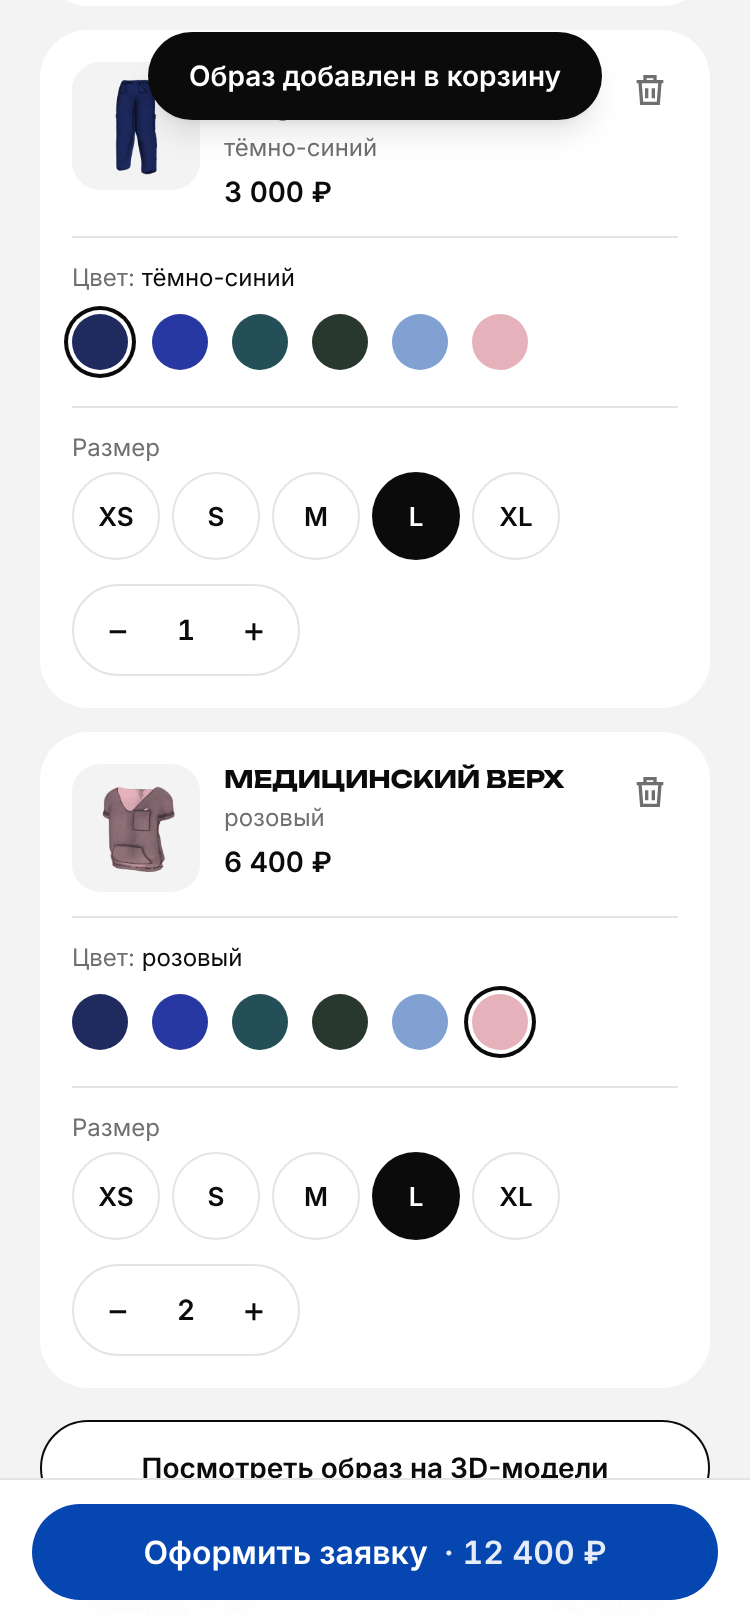 Образ добавлен в корзину
тёмно-синий
3 000 ₽
Цвет: тёмно-синий
Размер
XS S M L XL
− 1 +
МЕДИЦИНСКИЙ ВЕРХ
розовый
6 400 ₽
Цвет: розовый
Размер
XS S M L XL
− 2 +
Посмотреть образ на 3D-модели
Оформить заявку · 12 400 ₽